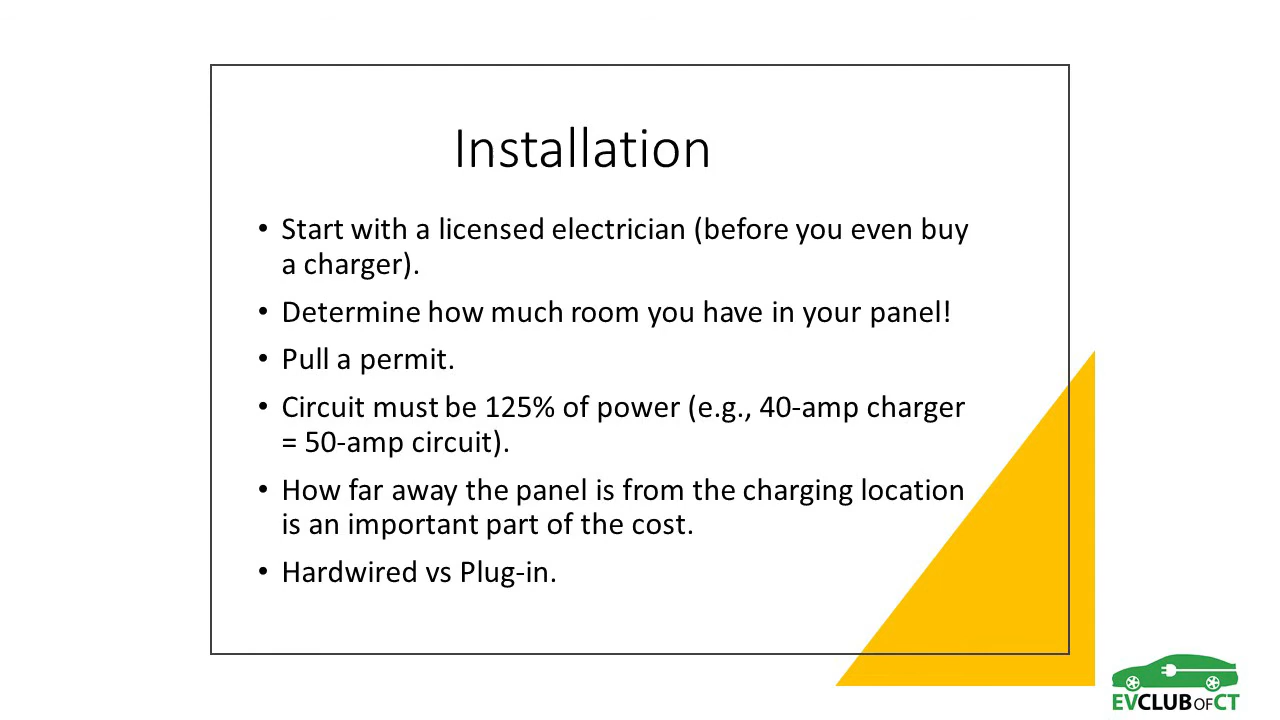 Installation
• Start with a licensed electrician (before you even buy
a charger).
• Determine how much room you have in your panel!
• Pull a permit.
• Circuit must be 125% of power (e.g., 40-amp charger
= 50-amp circuit).
• How far away the panel is from the charging location
is an important part of the cost.
• Hardwired vs Plug-in.
EVCLUBOFCT